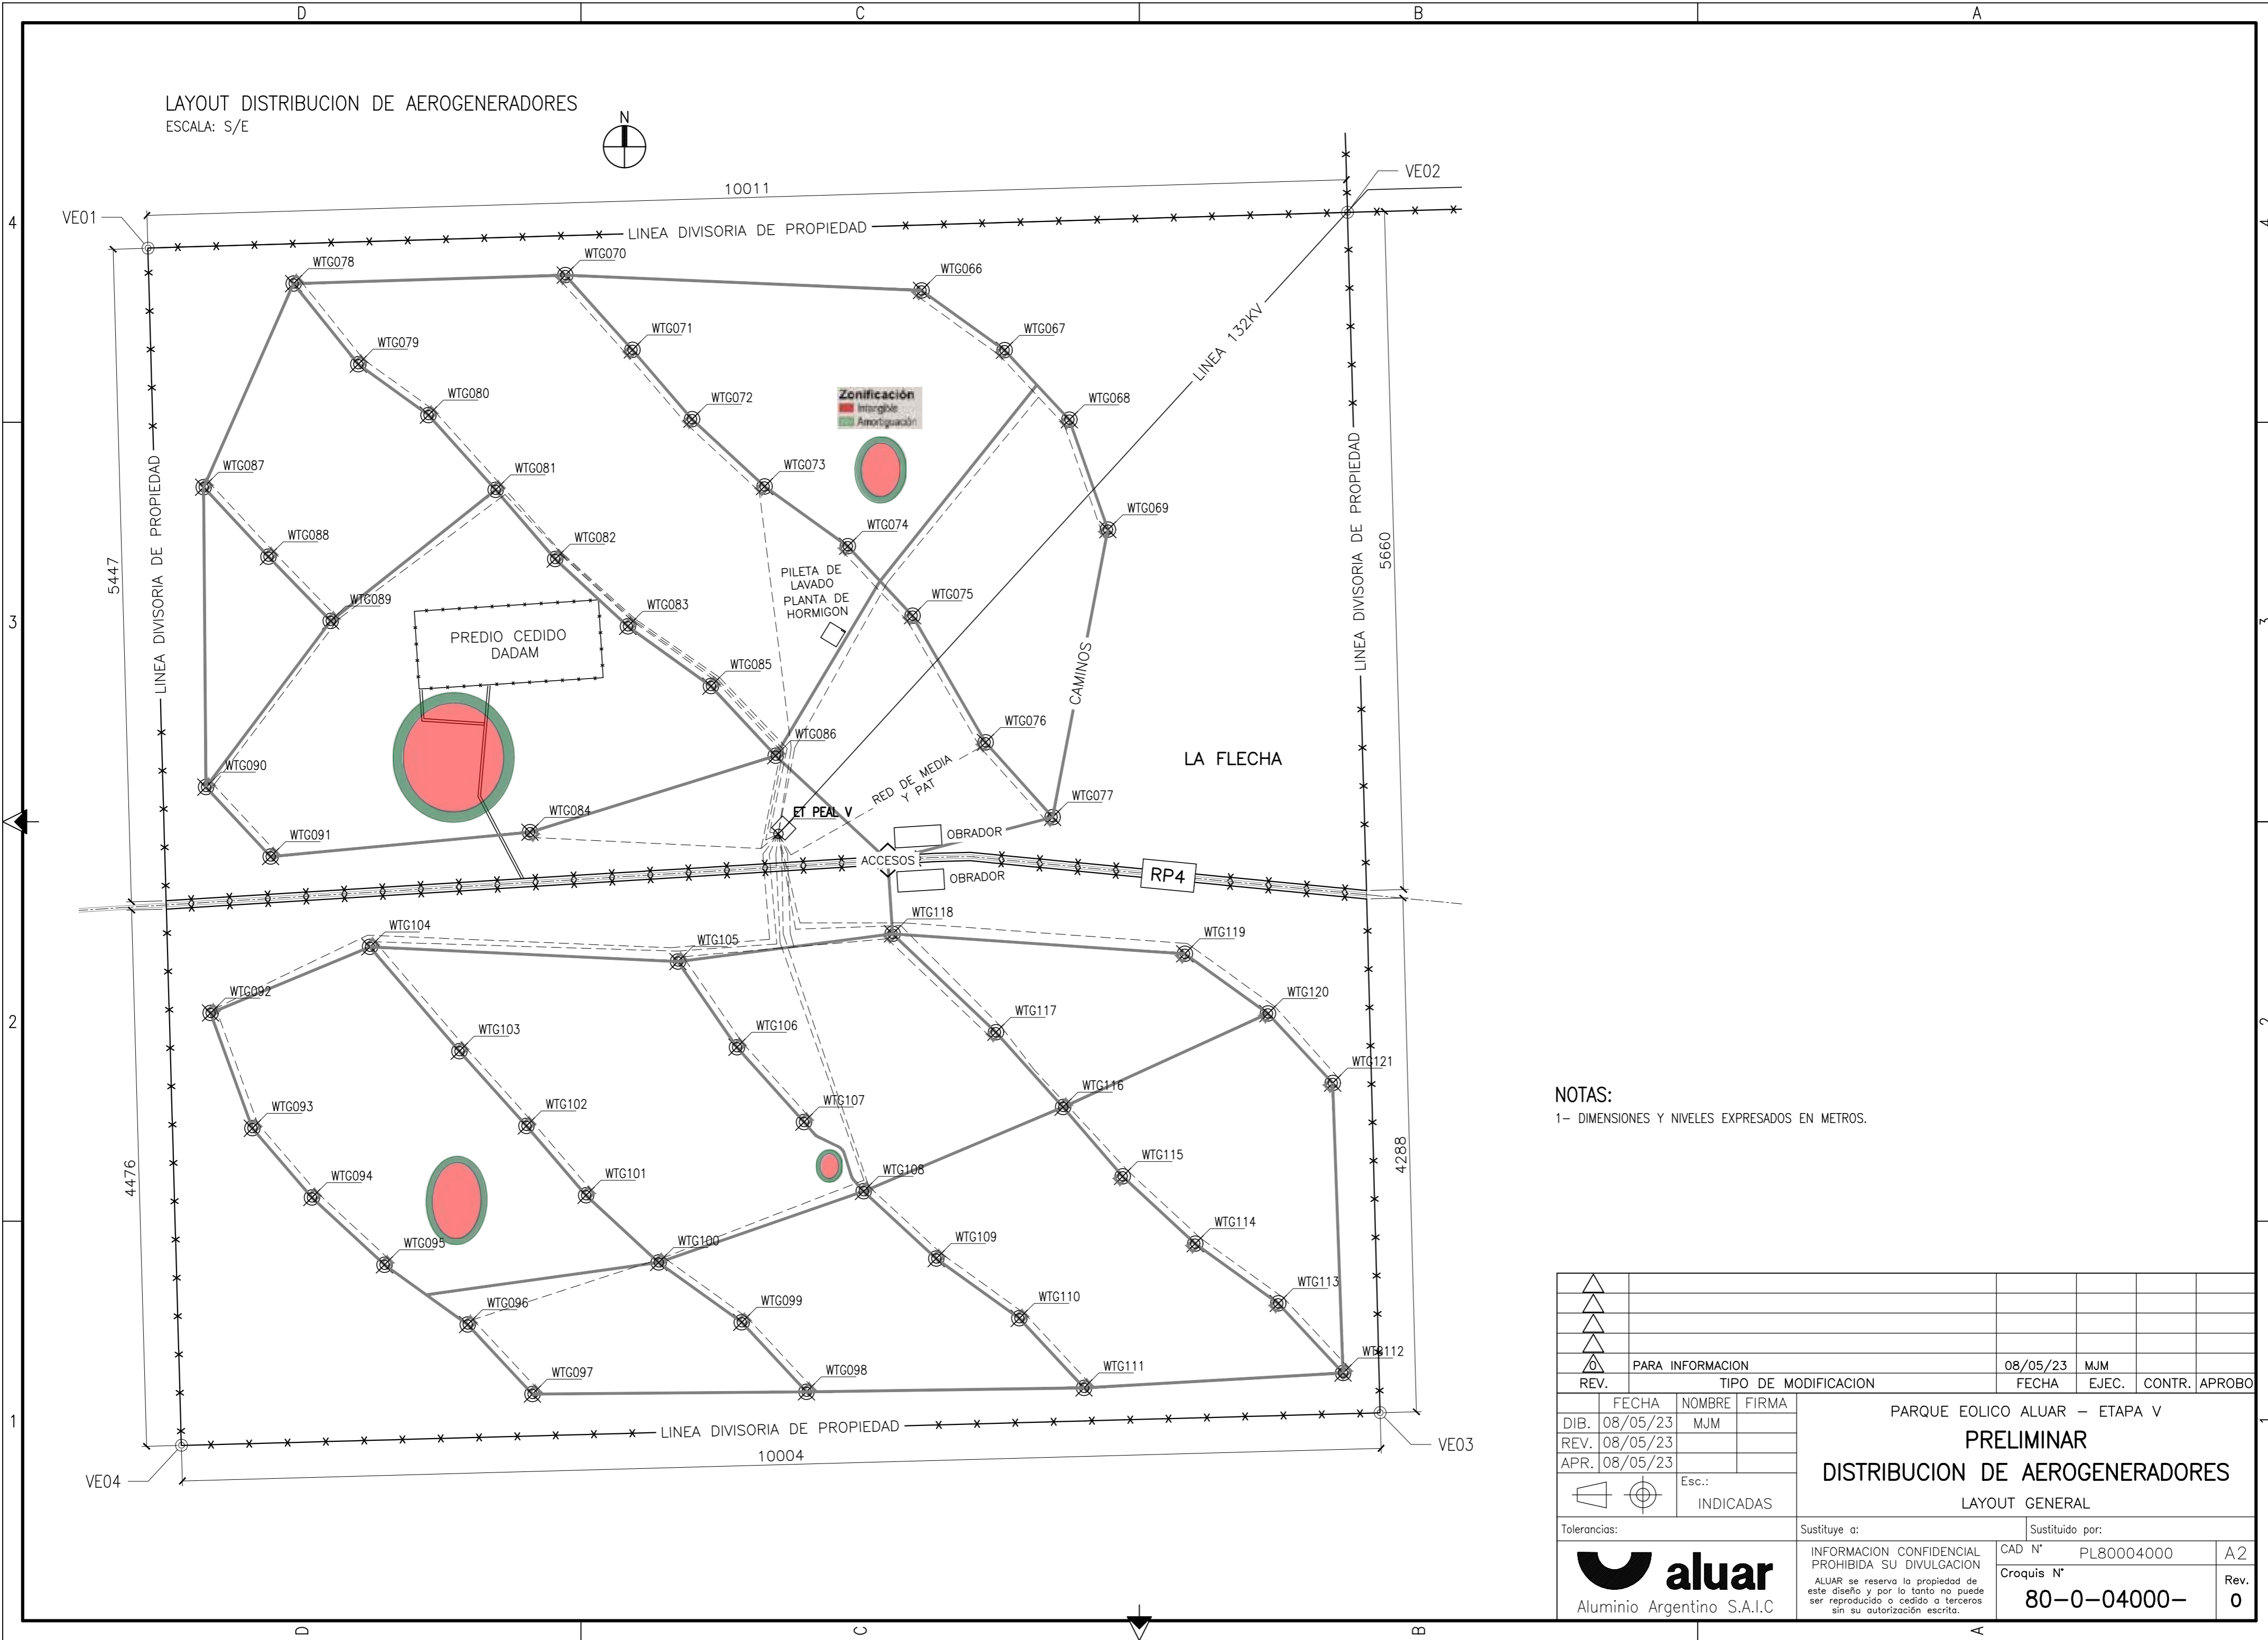 D
C
B
A
LAYOUT DISTRIBUCION DE AEROGENERADORES
ESCALA: S/E
N
10011
VE02
VE01
4
4
LINEA DIVISORIA DE PROPIEDAD
WTG078
WTG070
WTG066
WTG071
WTG067
WTG079
LINEA 132KV
WTG080
WTG072
Zonificación
Intangible
Amortiguación
WTG068
WTG087
WTG081
WTG073
LINEA DIVISORIA DE PROPIEDAD
LINEA DIVISORIA DE PROPIEDAD
WTG069
WTG088
WTG082
WTG074
5447
5660
PILETA DE
LAVADO
PLANTA DE
HORMIGON
WTG089
WTG083
WTG075
3
3
PREDIO CEDIDO
DADAM
WTG085
CAMINOS
WTG086
WTG076
LA FLECHA
WTG090
RED DE MEDIA
Y PAT
WTG084
ET PEAL V
WTG077
WTG091
OBRADOR
ACCESOS
RP4
OBRADOR
WTG104
WTG105
WTG118
WTG119
WTG092
WTG120
2
2
WTG103
WTG106
WTG117
WTG121
WTG093
WTG102
WTG107
WTG116
4476
4288
WTG094
WTG101
WTG108
WTG115
WTG095
WTG100
WTG109
WTG114
WTG096
WTG099
WTG110
WTG113
WTG097
WTG098
WTG111
WTG112
1
1
LINEA DIVISORIA DE PROPIEDAD
10004
VE03
VE04
NOTAS:
1- DIMENSIONES Y NIVELES EXPRESADOS EN METROS.
0 PARA INFORMACION 08/05/23 MJM
REV. TIPO DE MODIFICACION FECHA EJEC. CONTR. APROBO
FECHA NOMBRE FIRMA
DIB. 08/05/23 MJM
REV. 08/05/23
APR. 08/05/23
Esc.:
INDICADAS
PARQUE EOLICO ALUAR – ETAPA V
PRELIMINAR
DISTRIBUCION DE AEROGENERADORES
LAYOUT GENERAL
Tolerancias:
Sustituye a:
Sustituido por:
aluar
Aluminio Argentino S.A.I.C
INFORMACION CONFIDENCIAL
PROHIBIDA SU DIVULGACION
ALUAR se reserva la propiedad de
este diseño y por lo tanto no puede
ser reproducido o cedido a terceros
sin su autorización escrita.
CAD N° PL80004000 A2
Croquis N°
80-0-04000-
Rev.
0
D
C
B
A